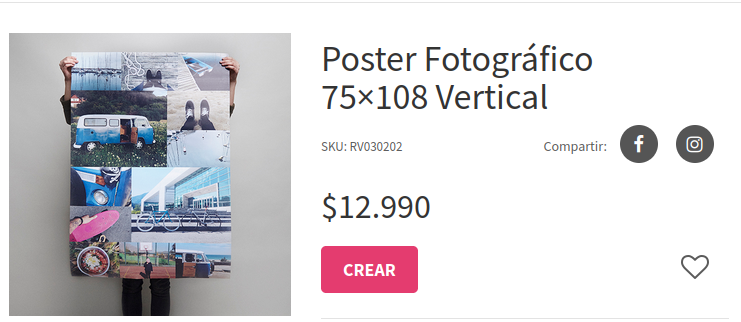 Poster Fotográfico
75×108 Vertical
SKU: RV030202
Compartir:
$12.990
CREAR